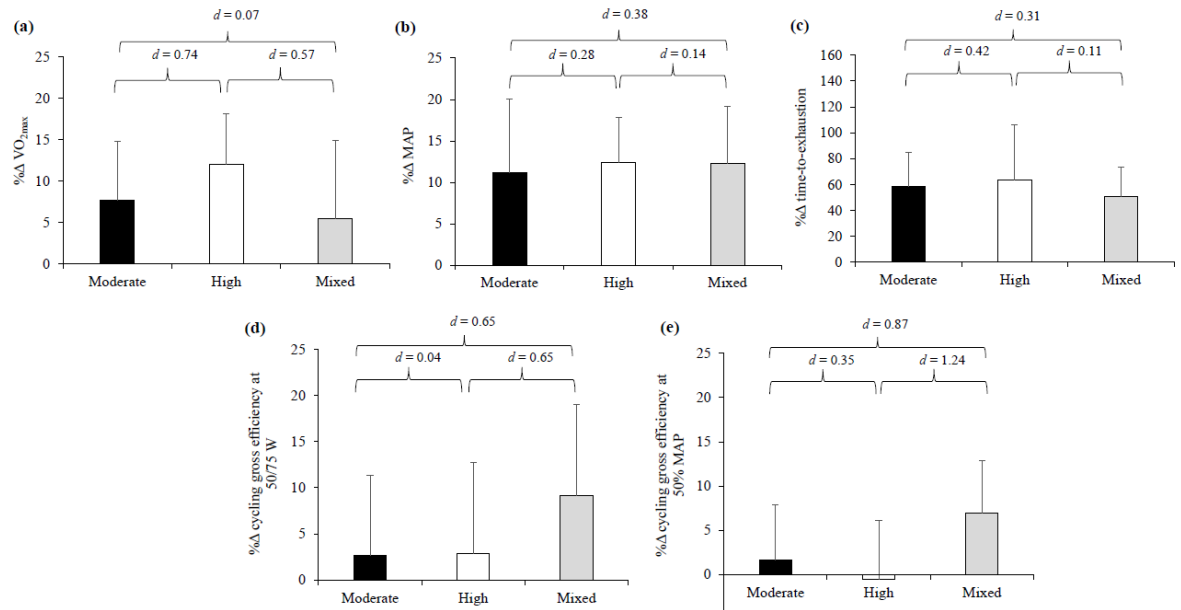 (a)
d = 0.07
d = 0.74
d = 0.57
%Δ VO2max
25
20
15
10
5
0
Moderate
High
Mixed
(b)
d = 0.38
d = 0.28
d = 0.14
%Δ MAP
25
20
15
10
5
0
Moderate
High
Mixed
(c)
d = 0.31
d = 0.42
d = 0.11
%Δ time-to-exhaustion
160
140
120
100
80
60
40
20
0
Moderate
High
Mixed
(d)
d = 0.65
d = 0.04
d = 0.65
%Δ cycling gross efficiency at
50/75 W
25
20
15
10
5
0
Moderate
High
Mixed
(e)
d = 0.87
d = 0.35
d = 1.24
%Δ cycling gross efficiency at
50% MAP
25
20
15
10
5
0
Moderate
High
Mixed